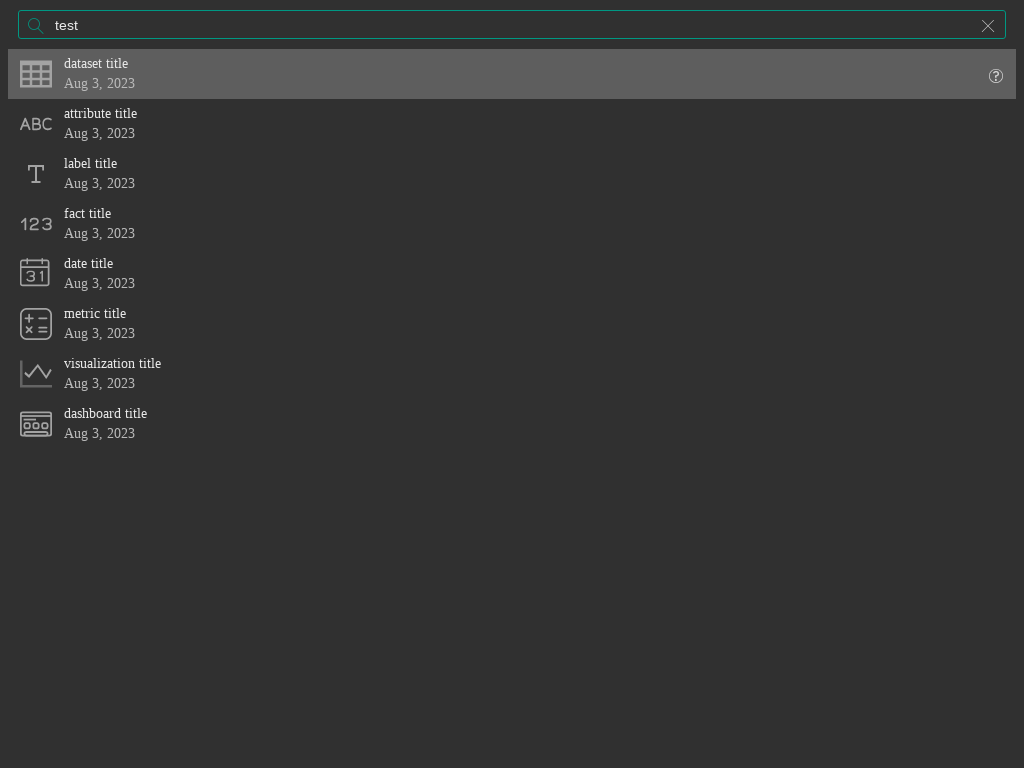 test
dataset title
Aug 3, 2023
ABC
attribute title
Aug 3, 2023
T
label title
Aug 3, 2023
123
fact title
Aug 3, 2023
31
date title
Aug 3, 2023
metric title
Aug 3, 2023
visualization title
Aug 3, 2023
dashboard title
Aug 3, 2023